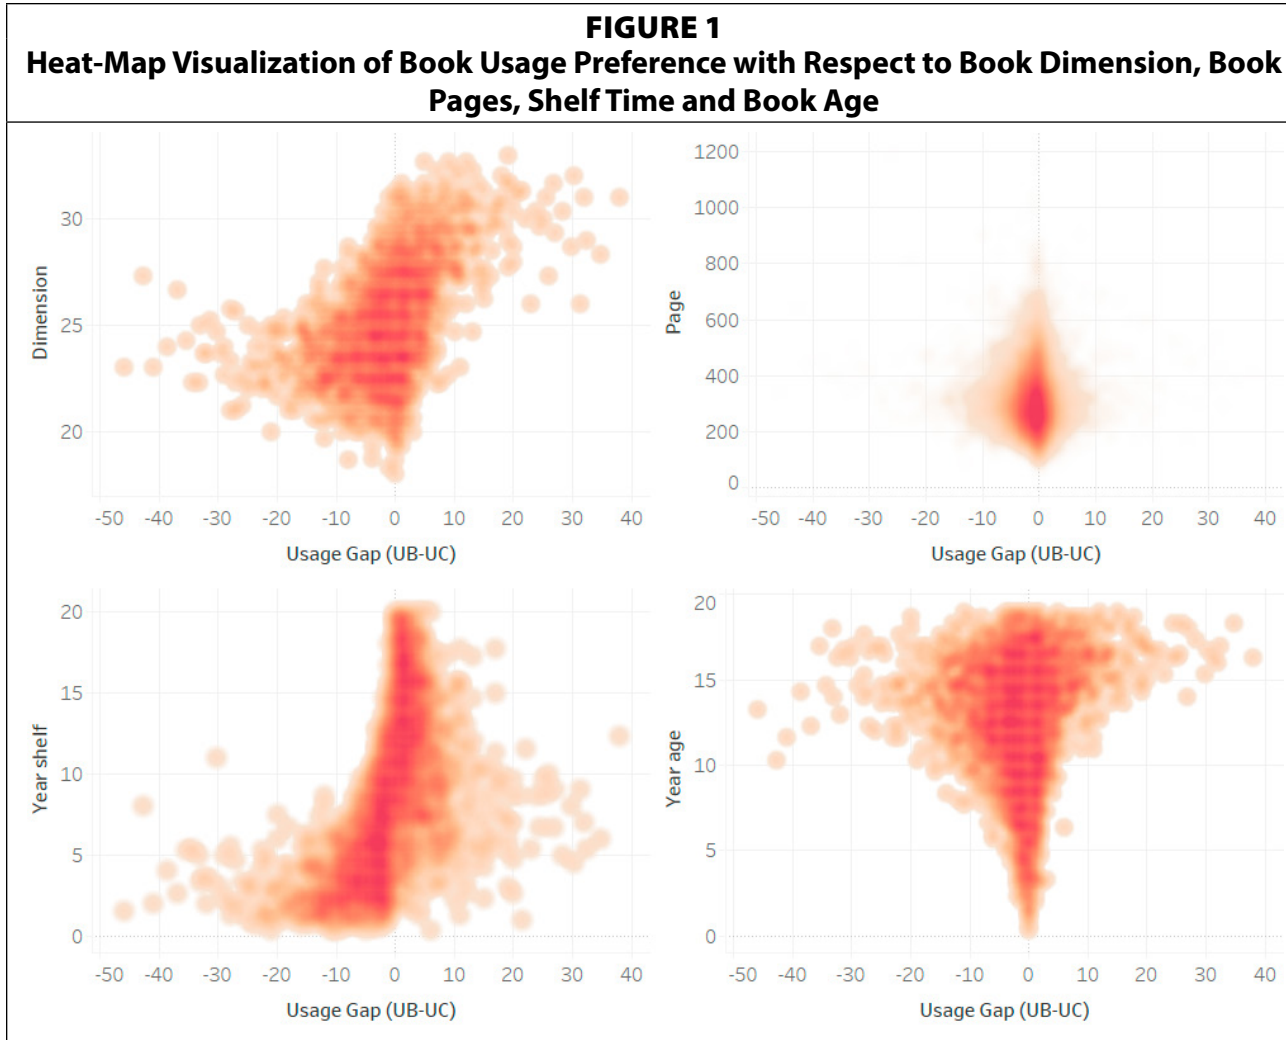 FIGURE 1
Heat-Map Visualization of Book Usage Preference with Respect to Book Dimension, Book
Pages, Shelf Time and Book Age
30
25
20
Dimension
-50 -40 -30 -20 -10 0 10 20 30 40
Usage Gap (UB-UC)
1200
1000
800
600
400
200
0
Page
-50 -40 -30 -20 -10 0 10 20 30 40
Usage Gap (UB-UC)
20
15
10
5
0
Year shelf
-50 -40 -30 -20 -10 0 10 20 30 40
Usage Gap (UB-UC)
20
15
10
5
0
Year age
-50 -40 -30 -20 -10 0 10 20 30 40
Usage Gap (UB-UC)